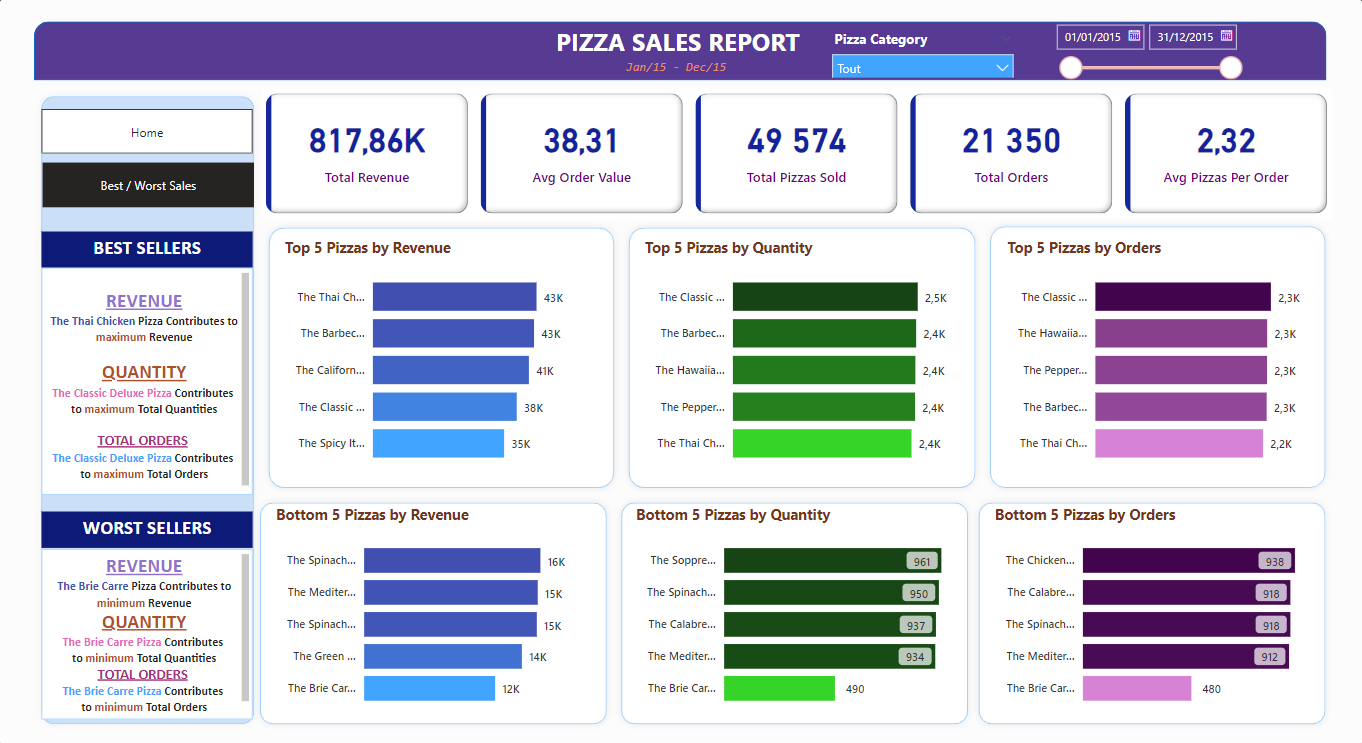 PIZZA SALES REPORT
Jan/15 - Dec/15
Pizza Category
Tout
01/01/2015
31/12/2015
Home
Best / Worst Sales
817,86K
Total Revenue
38,31
Avg Order Value
49 574
Total Pizzas Sold
21 350
Total Orders
2,32
Avg Pizzas Per Order
BEST SELLERS
REVENUE
The Thai Chicken Pizza Contributes to
maximum Revenue
QUANTITY
The Classic Deluxe Pizza Contributes
to maximum Total Quantities
TOTAL ORDERS
The Classic Deluxe Pizza Contributes
to maximum Total Orders
WORST SELLERS
REVENUE
The Brie Carre Pizza Contributes to
minimum Revenue
QUANTITY
The Brie Carre Pizza Contributes
to minimum Total Quantities
TOTAL ORDERS
The Brie Carre Pizza Contributes
to minimum Total Orders
Top 5 Pizzas by Revenue
The Thai Ch... 43K
The Barbec... 43K
The Californ... 41K
The Classic ... 38K
The Spicy It... 35K
Top 5 Pizzas by Quantity
The Classic ... 2,5K
The Barbec... 2,4K
The Hawaiia... 2,4K
The Pepper... 2,4K
The Thai Ch... 2,4K
Top 5 Pizzas by Orders
The Classic ... 2,3K
The Hawaiia... 2,3K
The Pepper... 2,3K
The Barbec... 2,3K
The Thai Ch... 2,2K
Bottom 5 Pizzas by Revenue
The Spinach... 16K
The Mediter... 15K
The Spinach... 15K
The Green ... 14K
The Brie Car... 12K
Bottom 5 Pizzas by Quantity
The Soppre... 961
The Spinach... 950
The Calabre... 937
The Mediter... 934
The Brie Car... 490
Bottom 5 Pizzas by Orders
The Chicken... 938
The Calabre... 918
The Spinach... 918
The Mediter... 912
The Brie Car... 480